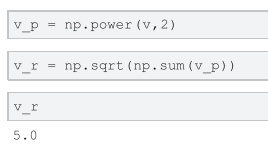 v_p = np.power(v,2)
v_r = np.sqrt(np.sum(v_p))
v_r
5.0